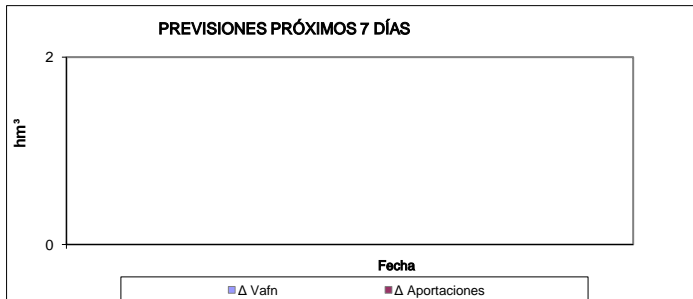 PREVISIONES PRÓXIMOS 7 DÍAS
2
hm³
0
Fecha
Δ Vafn Δ Aportaciones